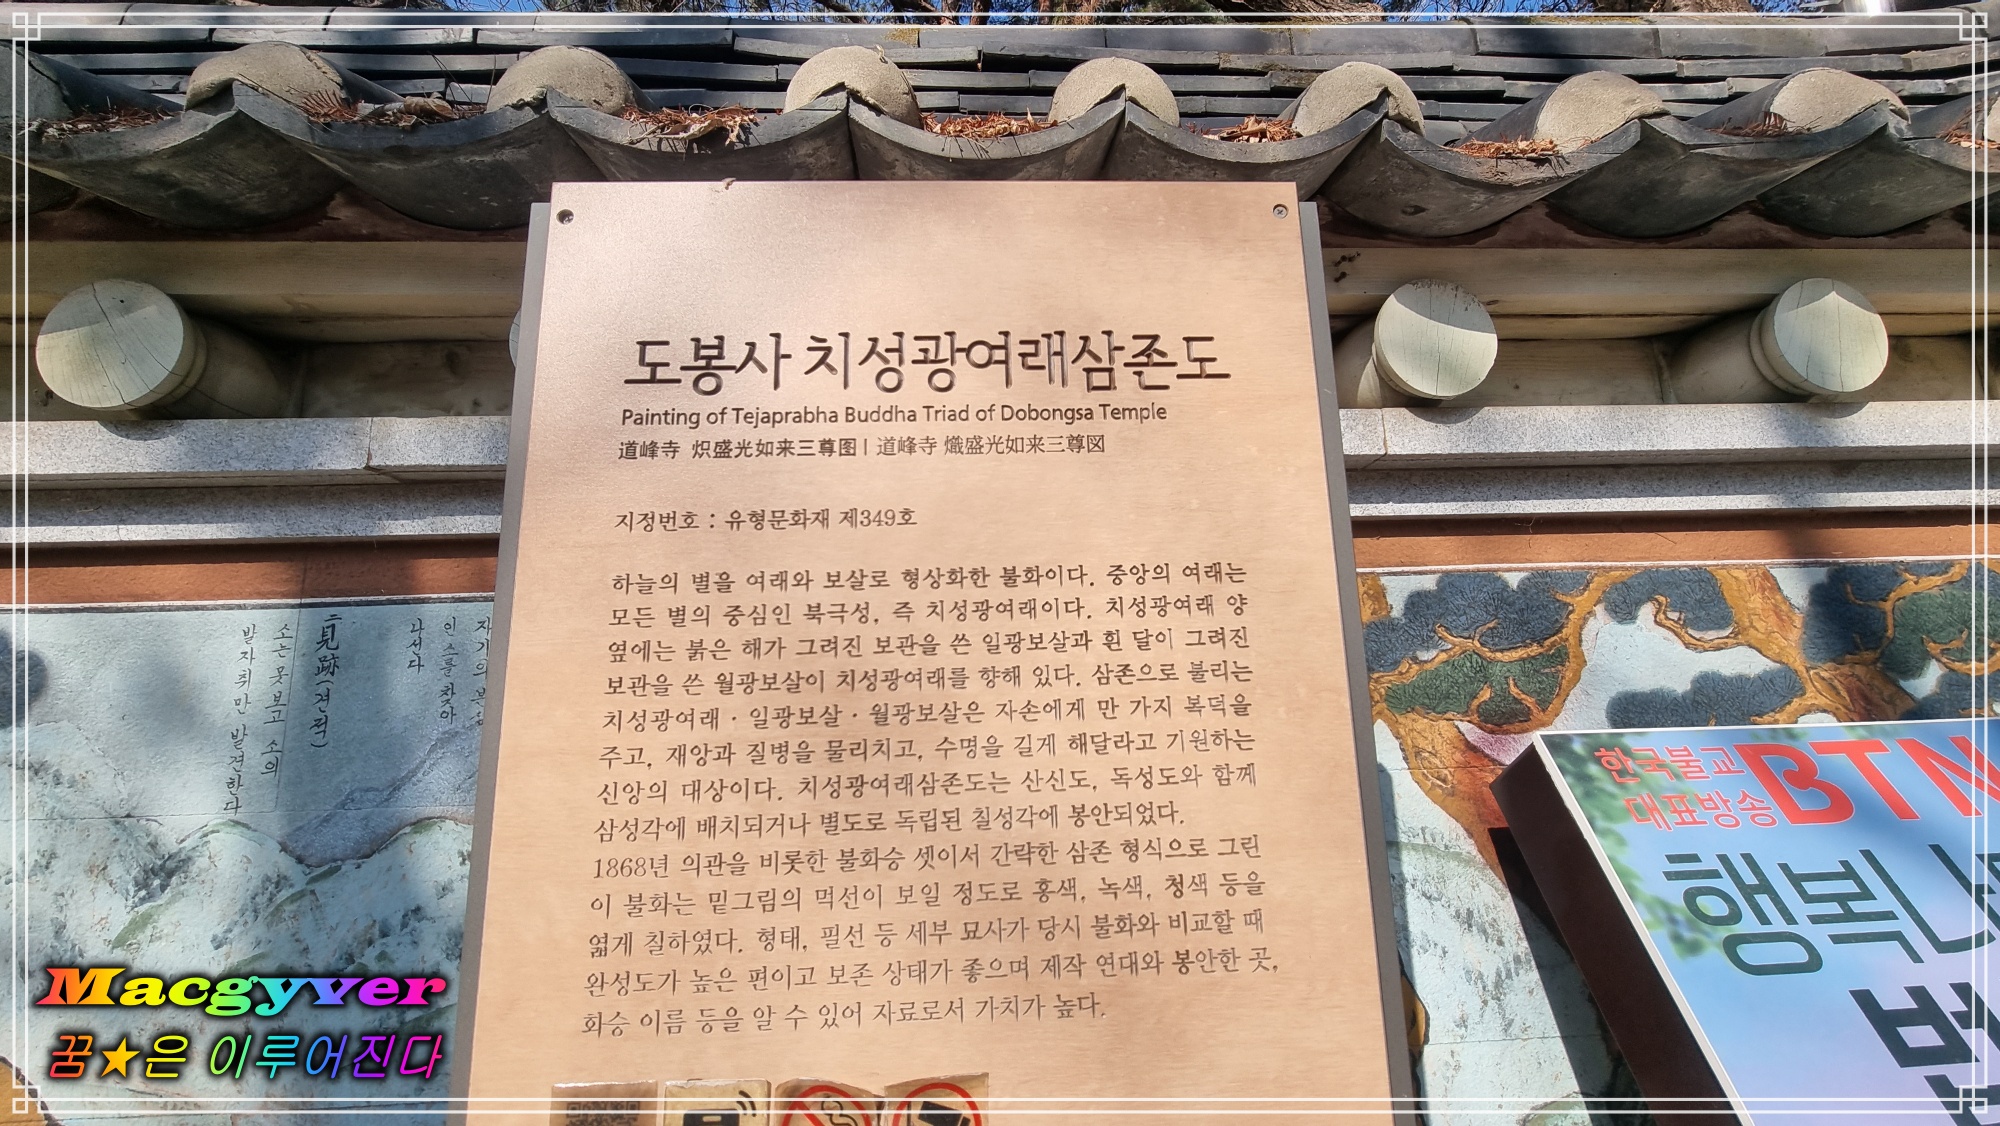 도봉사 치성광여래삼존도
Painting of Tejaprabha Buddha Triad of Dobongsa Temple
道峰寺 炽盛光如来三尊图 | 道峰寺 熾盛光如来三尊図
지정번호 : 유형문화재 제349호
하늘의 별을 여래와 보살로 형상화한 불화이다. 중앙의 여래는
모든 별의 중심인 북극성, 즉 치성광여래이다. 치성광여래 양
옆에는 붉은 해가 그려진 보관을 쓴 일광보살과 흰 달이 그려진
보관을 쓴 월광보살이 치성광여래를 향해 있다. 삼존으로 불리는
치성광여래 · 일광보살 · 월광보살은 자손에게 만 가지 복덕을
주고, 재앙과 질병을 물리치고, 수명을 길게 해달라고 기원하는
신앙의 대상이다. 치성광여래삼존도는 산신도, 독성도와 함께
삼성각에 배치되거나 별도로 독립된 칠성각에 봉안되었다.
1868년 의관을 비롯한 불화승 셋이서 간략한 삼존 형식으로 그린
이 불화는 밑그림의 먹선이 보일 정도로 홍색, 녹색, 청색 등을
엷게 칠하였다. 형태, 필선 등 세부 묘사가 당시 불화와 비교할 때
완성도가 높은 편이고 보존 상태가 좋으며 제작 연대와 봉안한 곳,
화승 이름 등을 알 수 있어 자료로서 가치가 높다.
자기의 본심
인 소를 찾아
나선다
二見跡(견적)
소는 못보고 소의
발자취만 발견한다
한국불교
대표방송
BTN
행복
Macgyver
꿈★은 이루어진다